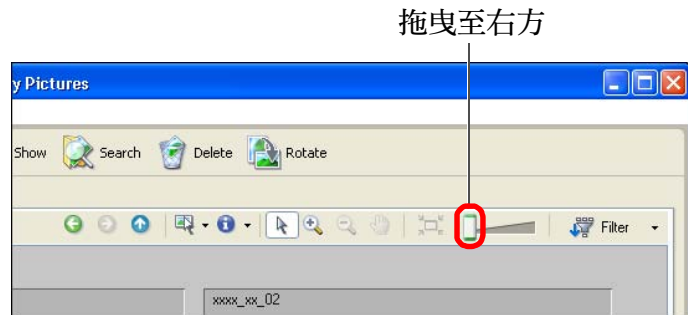 拖曳至右方
y Pictures
Show Search Delete Rotate
Filter
xxxx_xx_02